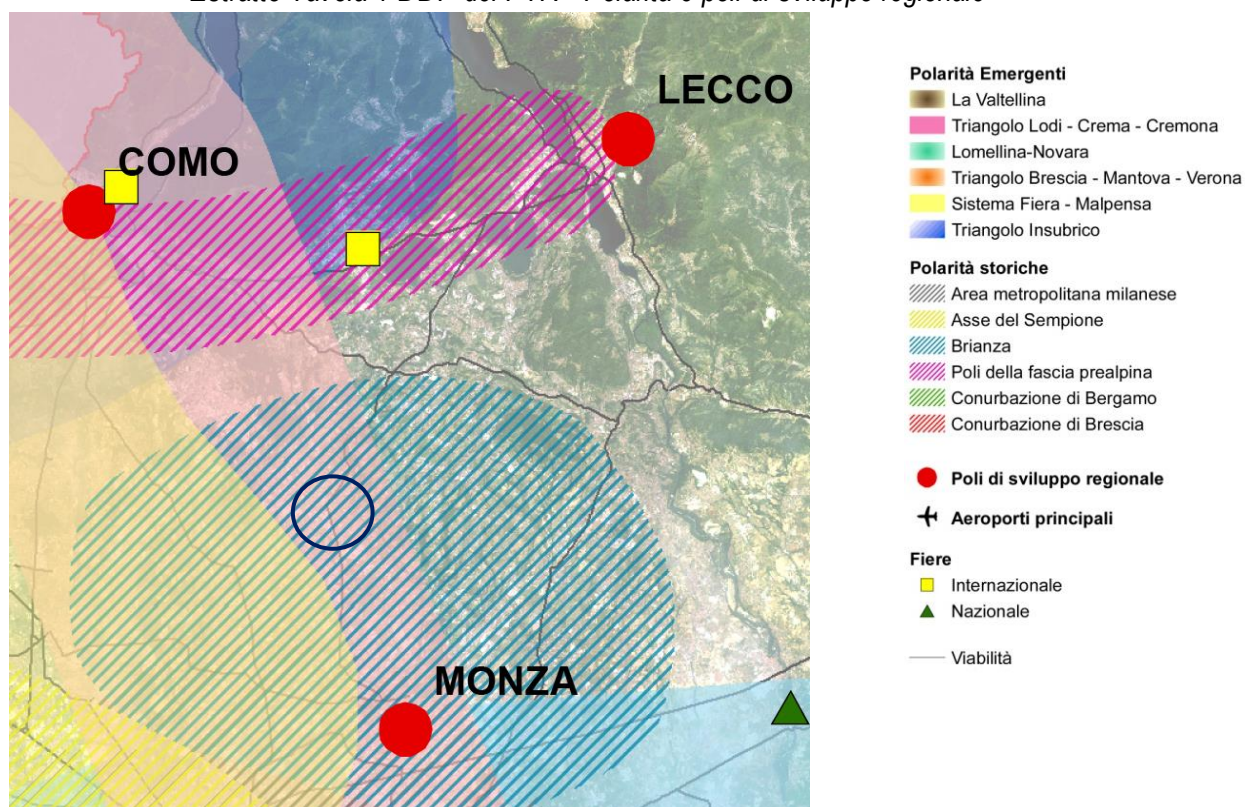 LECCO
COMO
MONZA
Polarità Emergenti
La Valtellina
Triangolo Lodi - Crema - Cremona
Lomellina-Novara
Triangolo Brescia - Mantova - Verona
Sistema Fiera - Malpensa
Triangolo Insubrico
Polarità storiche
Area metropolitana milanese
Asse del Sempione
Brianza
Poli della fascia prealpina
Conurbazione di Bergamo
Conurbazione di Brescia
Poli di sviluppo regionale
Aeroporti principali
Fiere
Internazionale
Nazionale
Viabilità